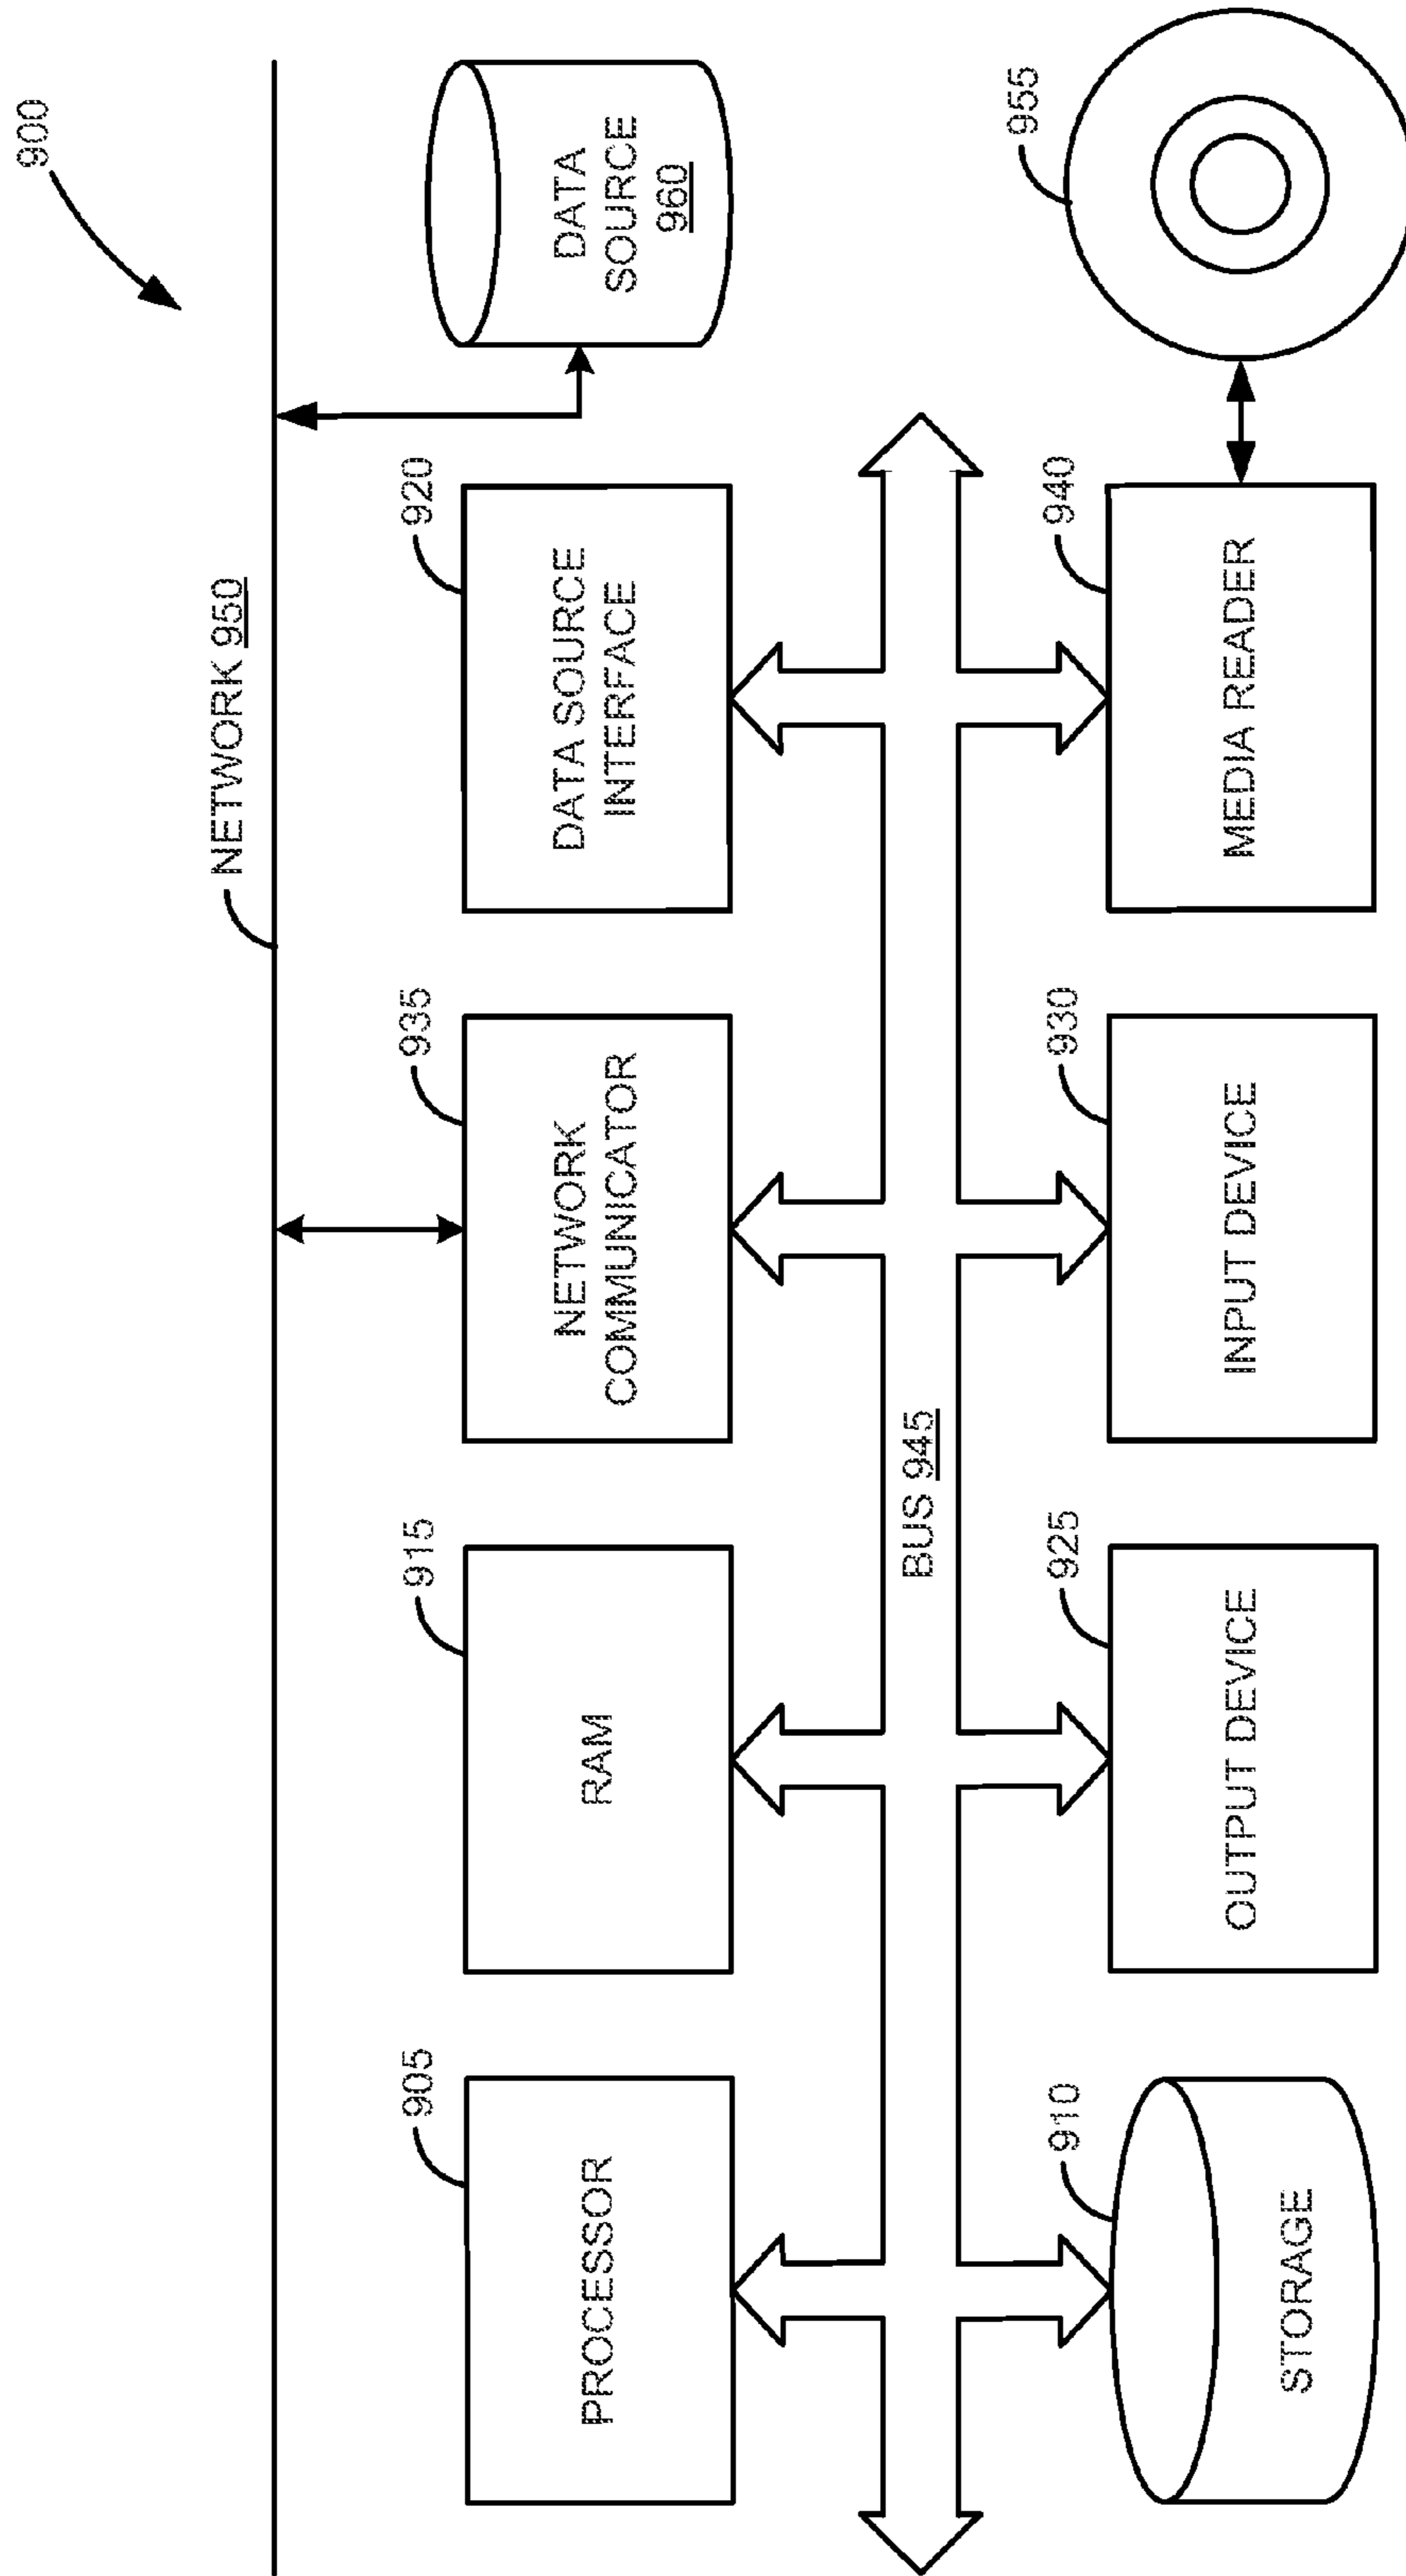 900
NETWORK 950
905
PROCESSOR
915
RAM
935
NETWORK
COMMUNICATOR
920
DATA SOURCE
INTERFACE
DATA
SOURCE
960
BUS 945
910
STORAGE
925
OUTPUT DEVICE
930
INPUT DEVICE
940
MEDIA READER
955